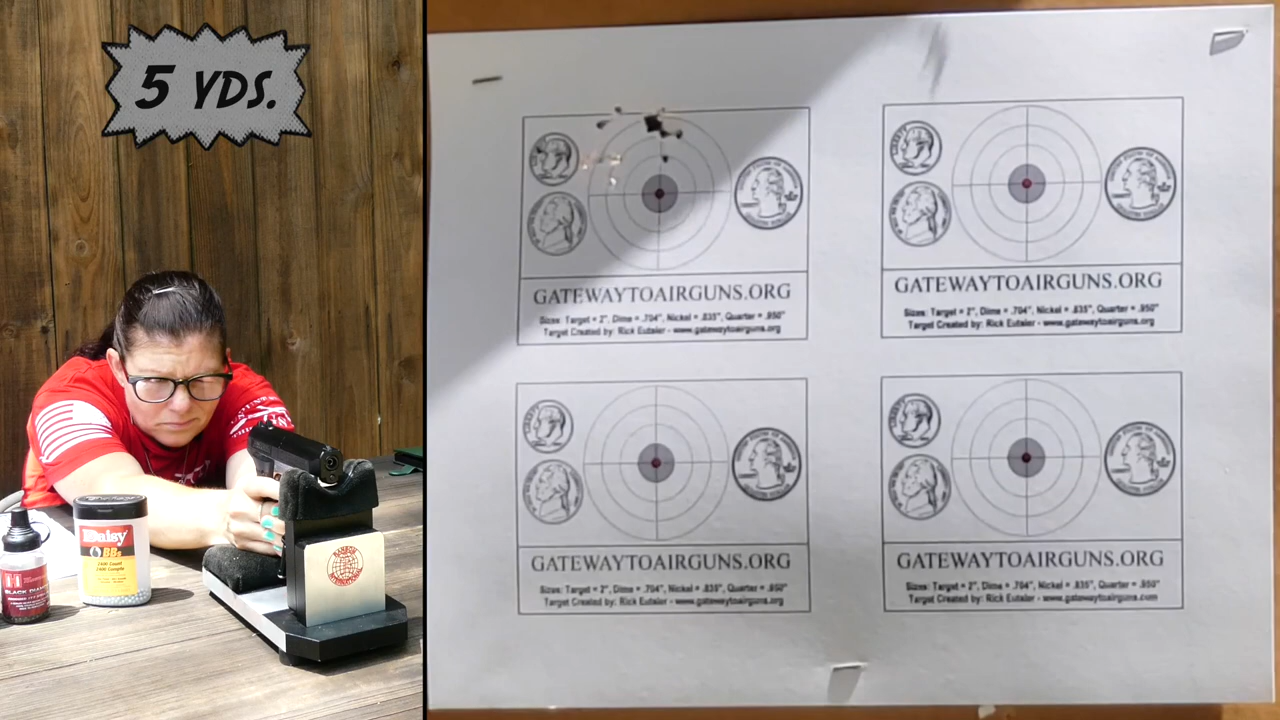 5 YDS.
Daisy
BBs
2400 Count
BLACK DIAMOND
GATEWAYTOAIRGUNS.ORG
Sizes: Target = 2", Dime = .704", Nickel = .835", Quarter = .950"
Target Created by: Rick Eutsler - www.gatewaytoairguns.org
GATEWAYTOAIRGUNS.ORG
Sizes: Target = 2", Dime = .704", Nickel = .835", Quarter = .950"
Target Created by: Rick Eutsler - www.gatewaytoairguns.org
GATEWAYTOAIRGUNS.ORG
Sizes: Target = 2", Dime = .704", Nickel = .835", Quarter = .950"
Target Created by: Rick Eutsler - www.gatewaytoairguns.org
GATEWAYTOAIRGUNS.ORG
Sizes: Target = 2", Dime = .704", Nickel = .835", Quarter = .950"
Target Created by: Rick Eutsler - www.gatewaytoairguns.com